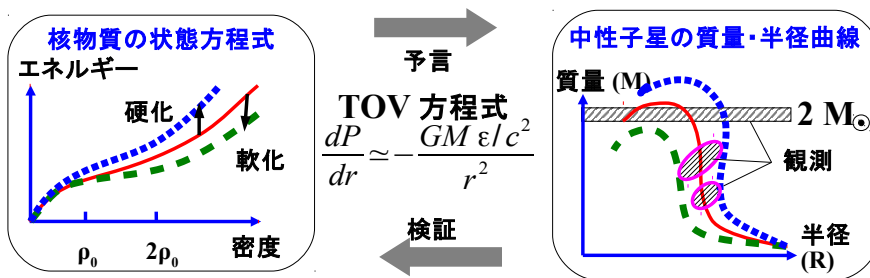 核物質の状態方程式
エネルギー
硬化
軟化
ρ₀ 2ρ₀ 密度
予言
TOV 方程式
dP/dr ≃ − GM ε/c² / r²
検証
中性子星の質量・半径曲線
質量 (M)
2 M⊙
観測
半径
(R)